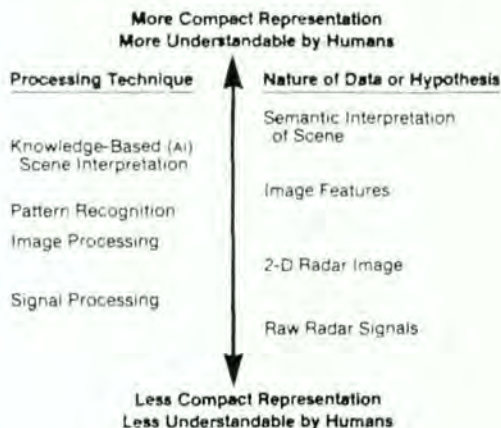 More Compact Representation
More Understandable by Humans
Processing Technique
Nature of Data or Hypothesis
Knowledge-Based (AI)
Scene Interpretation
Pattern Recognition
Image Processing
Signal Processing
Semantic Interpretation
of Scene
Image Features
2-D Radar Image
Raw Radar Signals
Less Compact Representation
Less Understandable by Humans